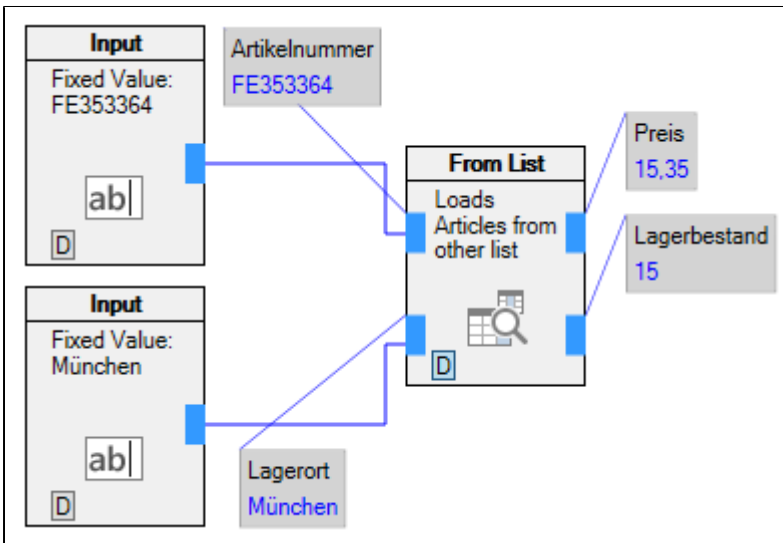 Input
Fixed Value:
FE353364
ab|
D
Artikelnummer
FE353364
From List
Loads
Articles from
other list
D
Preis
15,35
Lagerbestand
15
Input
Fixed Value:
München
ab|
D
Lagerort
München